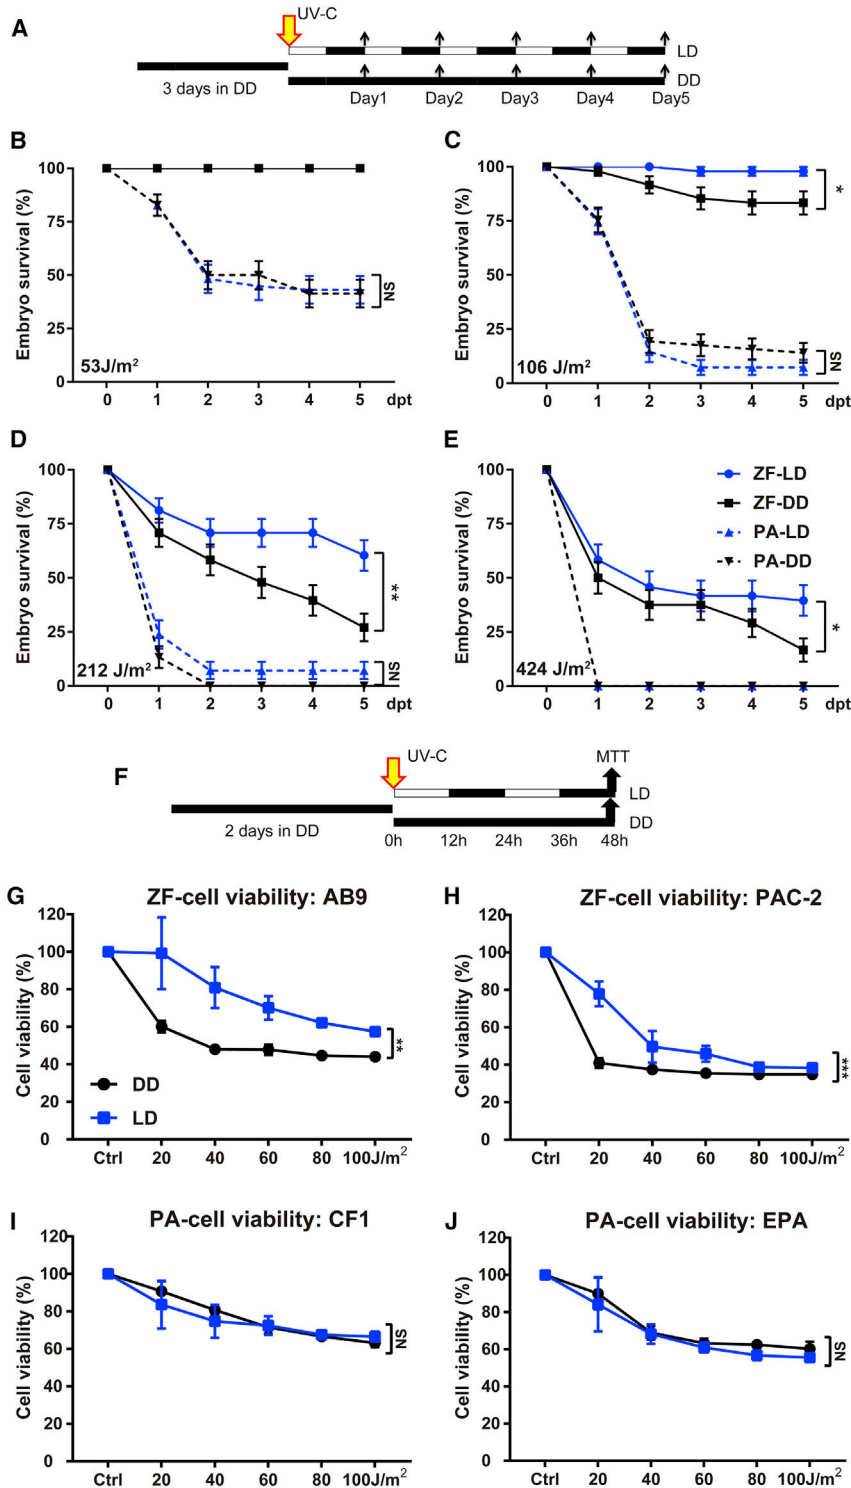 A
UV-C
LD
3 days in DD
DD
Day1 Day2 Day3 Day4 Day5
B
Embryo survival (%)
100
75
50
25
0
NS
53J/m2
0 1 2 3 4 5 dpt
C
Embryo survival (%)
100
75
50
25
0
*
NS
106 J/m2
0 1 2 3 4 5 dpt
D
Embryo survival (%)
100
75
50
25
0
**
NS
212 J/m2
0 1 2 3 4 5 dpt
E
Embryo survival (%)
100
75
50
25
0
ZF-LD
ZF-DD
PA-LD
PA-DD
*
424 J/m2
0 1 2 3 4 5 dpt
F
UV-C
MTT
LD
2 days in DD
DD
0h 12h 24h 36h 48h
G
ZF-cell viability: AB9
Cell viability (%)
120
100
80
60
40
20
0
**
DD
LD
Ctrl 20 40 60 80 100J/m2
H
ZF-cell viability: PAC-2
Cell viability (%)
120
100
80
60
40
20
0
***
Ctrl 20 40 60 80 100J/m2
I
PA-cell viability: CF1
Cell viability (%)
120
100
80
60
40
20
0
NS
Ctrl 20 40 60 80 100J/m2
J
PA-cell viability: EPA
Cell viability (%)
120
100
80
60
40
20
0
NS
Ctrl 20 40 60 80 100J/m2